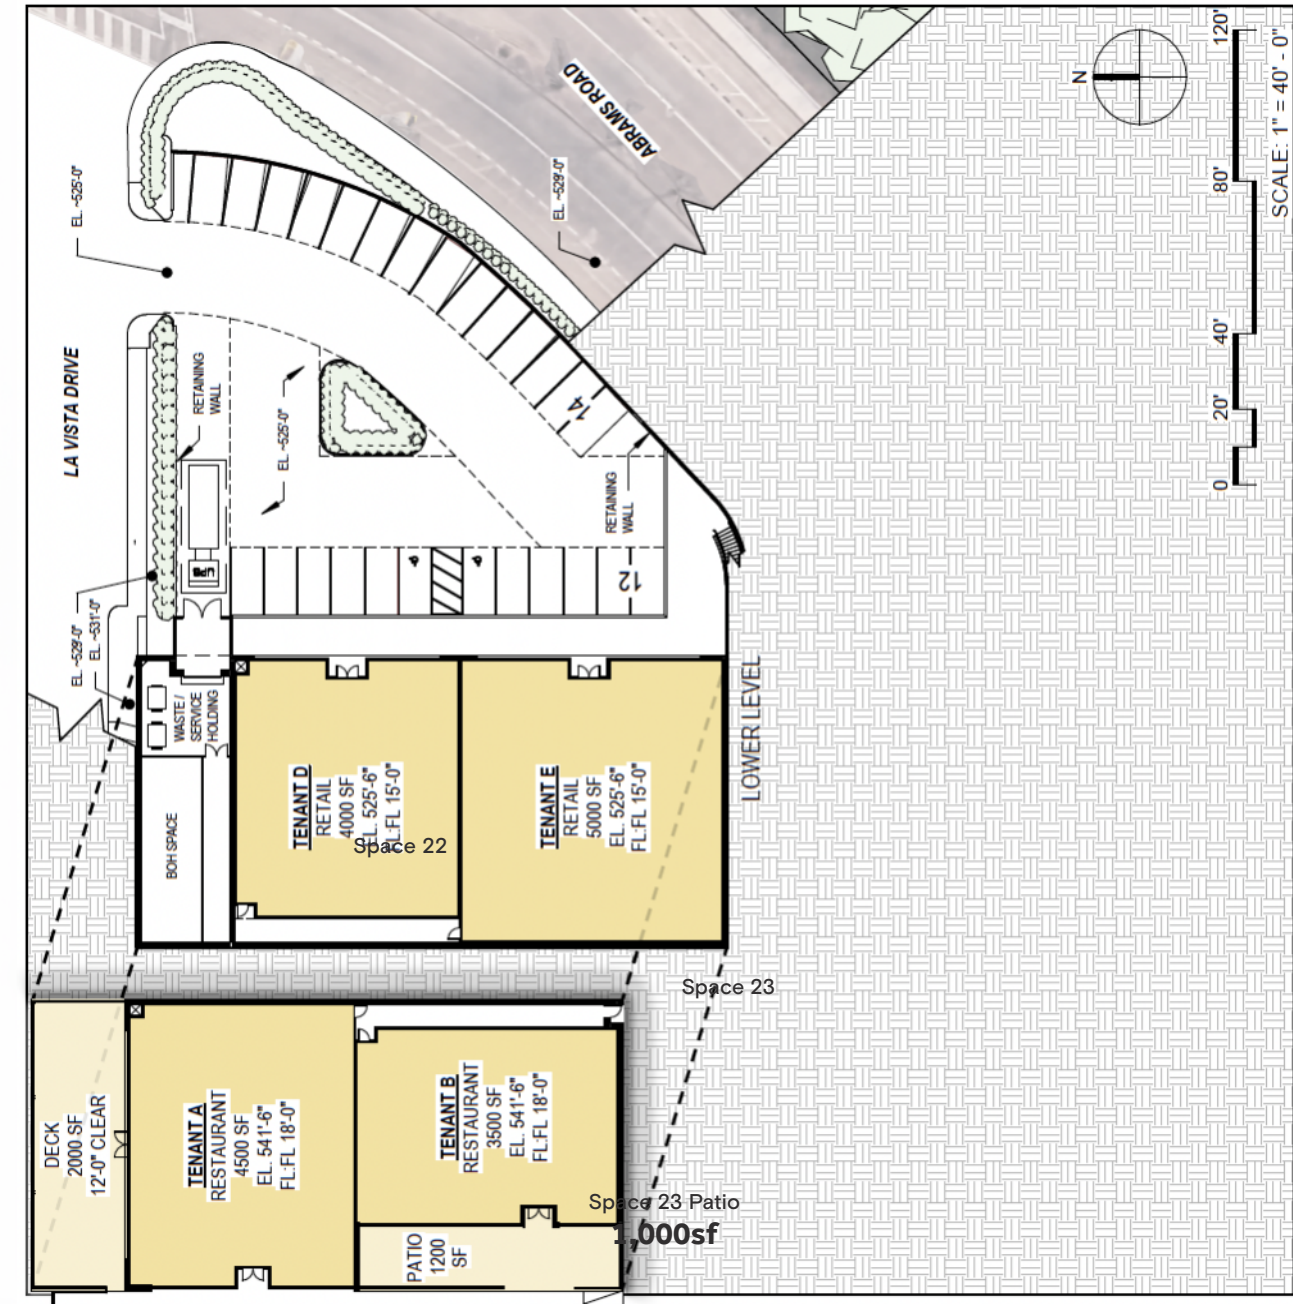 ABRAMS ROAD
N
120'
80'
40'
20'
0
SCALE: 1" = 40' - 0"
EL. ~525'-0"
EL. ~529'-0"
LA VISTA DRIVE
RETAINING
WALL
EL. ~525'-0"
14
RETAINING
WALL
12
EL. ~529'-0"
EL. ~531'-0"
WASTE /
SERVICE
HOLDING
BOH SPACE
TENANT D
RETAIL
4000 SF
EL. 525'-6"
FL:FL 15'-0"
Space 22
TENANT E
RETAIL
5000 SF
EL. 525'-6"
FL:FL 15'-0"
LOWER LEVEL
Space 23
DECK
2000 SF
12'-0" CLEAR
TENANT A
RESTAURANT
4500 SF
EL. 541'-6"
FL:FL 18'-0"
TENANT B
RESTAURANT
3500 SF
EL. 541'-6"
FL:FL 18'-0"
Space 23 Patio
1,000sf
PATIO
1200
SF